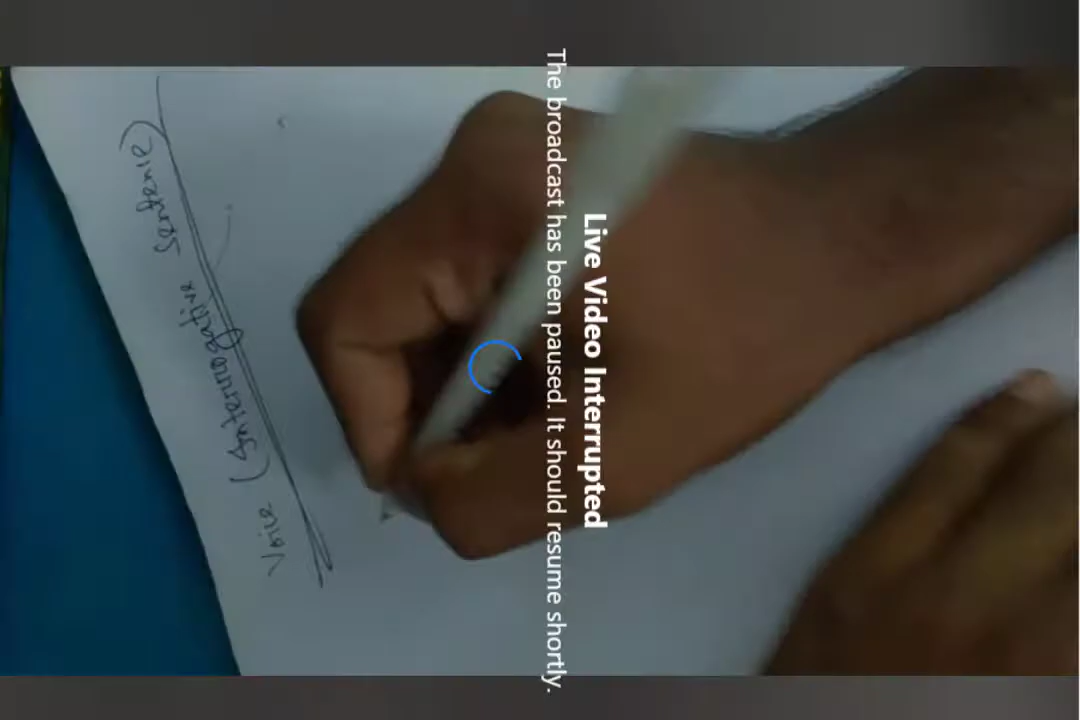 Voice (Interrogative Sentence)
Live Video Interrupted
The broadcast has been paused. It should resume shortly.